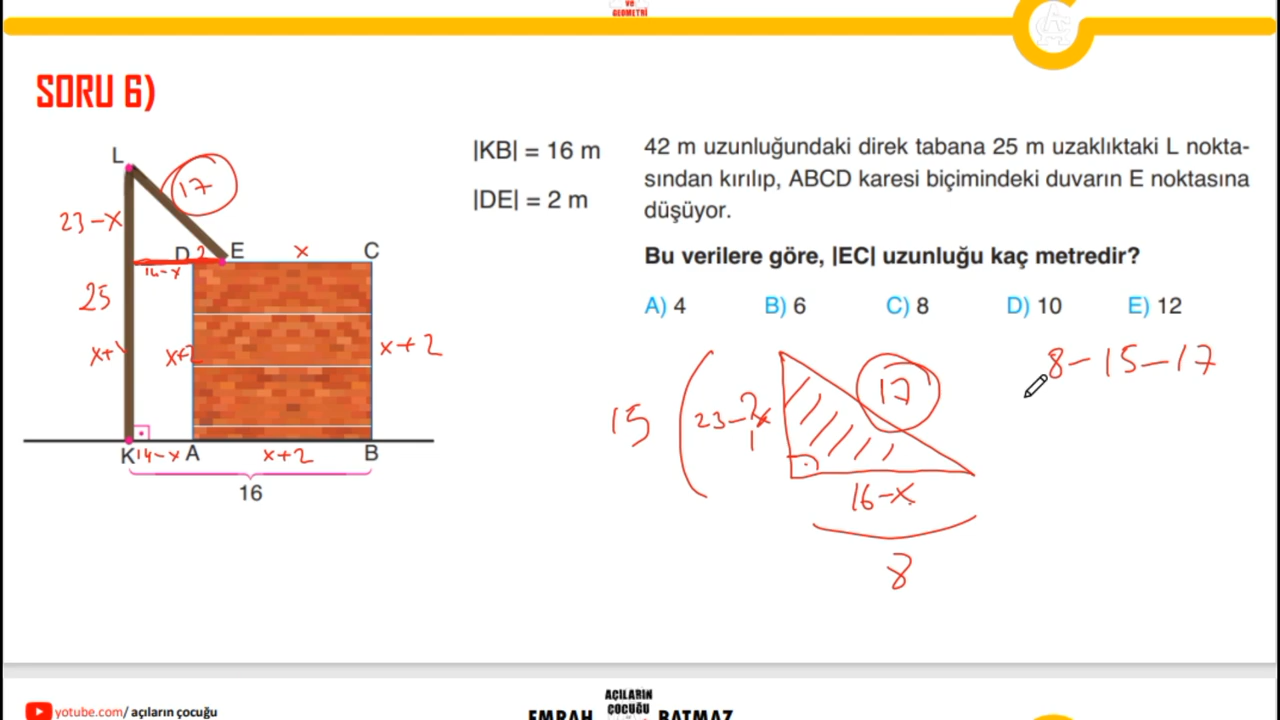 ve
GEOMETRİ
SORU 6)
L
17
23-x
D 2 E x C
14-x
25
x+2
x+2
K 14-x A x+2 B
16
|KB| = 16 m
|DE| = 2 m
42 m uzunluğundaki direk tabana 25 m uzaklıktaki L nokta-
sından kırılıp, ABCD karesi biçimindeki duvarın E noktasına
düşüyor.
Bu verilere göre, |EC| uzunluğu kaç metredir?
A) 4 B) 6 C) 8 D) 10 E) 12
8-15-17
17
15
16-x
8
yotube.com/ açıların çocuğu
AÇILARIN
ÇOCUĞU
EMRAH BATMAZ